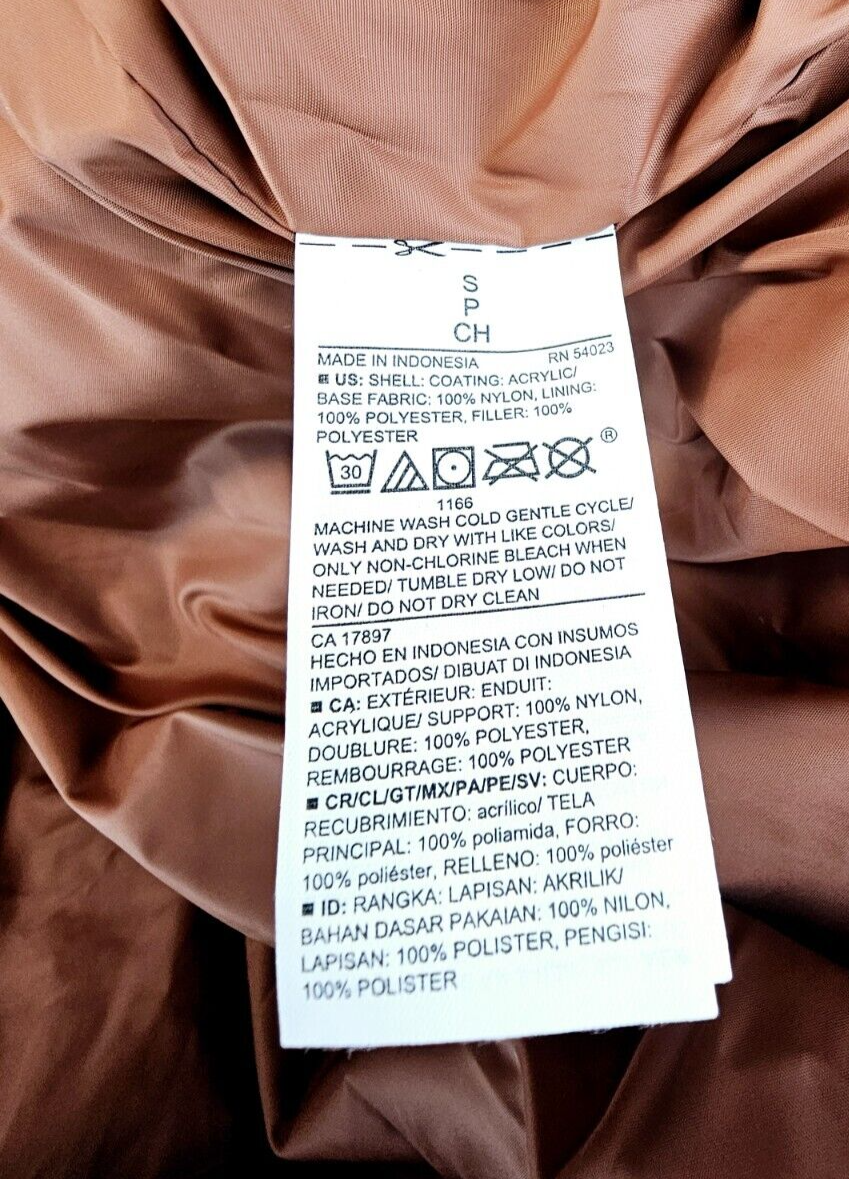 S
P
CH
MADE IN INDONESIA RN 54023
US: SHELL: COATING: ACRYLIC/
BASE FABRIC: 100% NYLON, LINING:
100% POLYESTER, FILLER: 100%
POLYESTER
30 ®
1166
MACHINE WASH COLD GENTLE CYCLE/
WASH AND DRY WITH LIKE COLORS/
ONLY NON-CHLORINE BLEACH WHEN
NEEDED/ TUMBLE DRY LOW/ DO NOT
IRON/ DO NOT DRY CLEAN
CA 17897
HECHO EN INDONESIA CON INSUMOS
IMPORTADOS/ DIBUAT DI INDONESIA
CA: EXTÉRIEUR: ENDUIT:
ACRYLIQUE/ SUPPORT: 100% NYLON,
DOUBLURE: 100% POLYESTER,
REMBOURRAGE: 100% POLYESTER
CR/CL/GT/MX/PA/PE/SV: CUERPO:
RECUBRIMIENTO: acrílico/ TELA
PRINCIPAL: 100% poliamida, FORRO:
100% poliéster, RELLENO: 100% poliéster
ID: RANGKA: LAPISAN: AKRILIK/
BAHAN DASAR PAKAIAN: 100% NILON,
LAPISAN: 100% POLISTER, PENGISI:
100% POLISTER